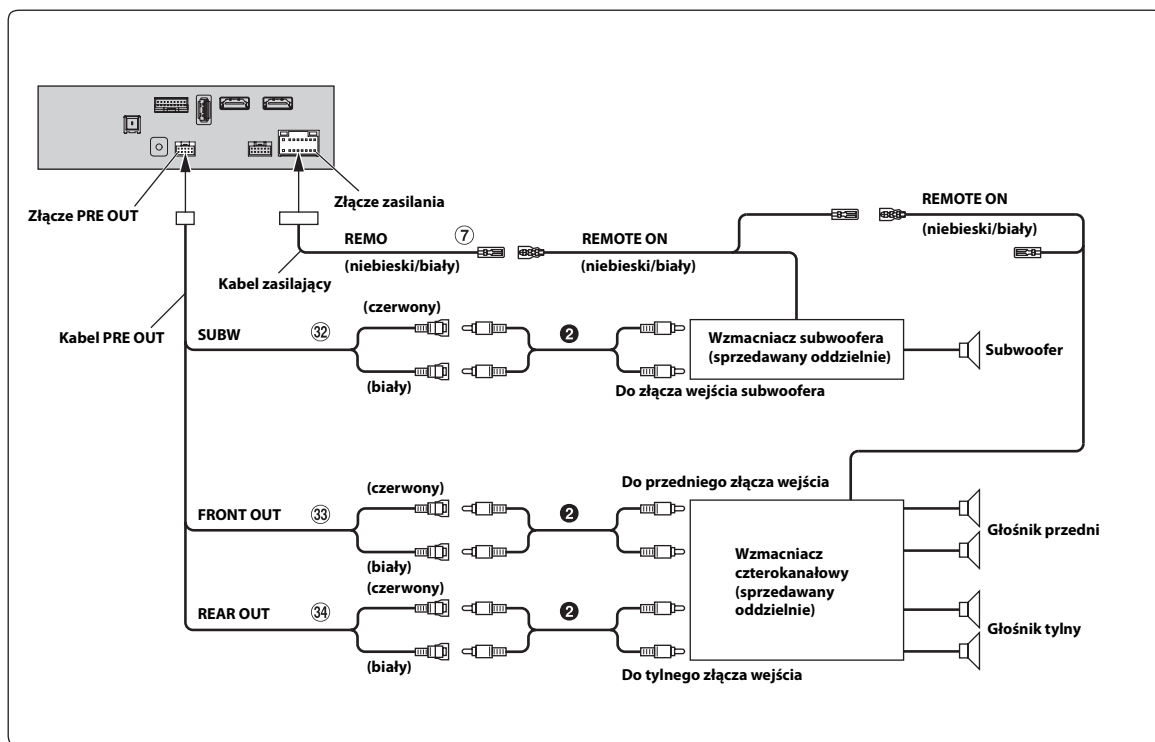 Złącze PRE OUT
Złącze zasilania
REMOTE ON
(niebieski/biały)
REMO
⑦
REMOTE ON
(niebieski/biały)
(niebieski/biały)
Kabel zasilający
Kabel PRE OUT
SUBW
㉜
(czerwony)
(biały)
❷
Wzmacniacz subwoofera
(sprzedawany oddzielnie)
Subwoofer
Do złącza wejścia subwoofera
FRONT OUT
㉝
(czerwony)
(biały)
❷
Do przedniego złącza wejścia
Głośnik przedni
Wzmacniacz
czterokanałowy
(sprzedawany
oddzielnie)
REAR OUT
㉞
(czerwony)
(biały)
❷
Głośnik tylny
Do tylnego złącza wejścia